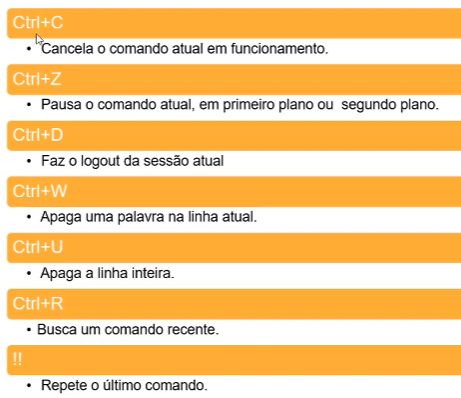 Ctrl+C
• Cancela o comando atual em funcionamento.
Ctrl+Z
• Pausa o comando atual, em primeiro plano ou segundo plano.
Ctrl+D
• Faz o logout da sessão atual
Ctrl+W
• Apaga uma palavra na linha atual.
Ctrl+U
• Apaga a linha inteira.
Ctrl+R
• Busca um comando recente.
!!
• Repete o último comando.